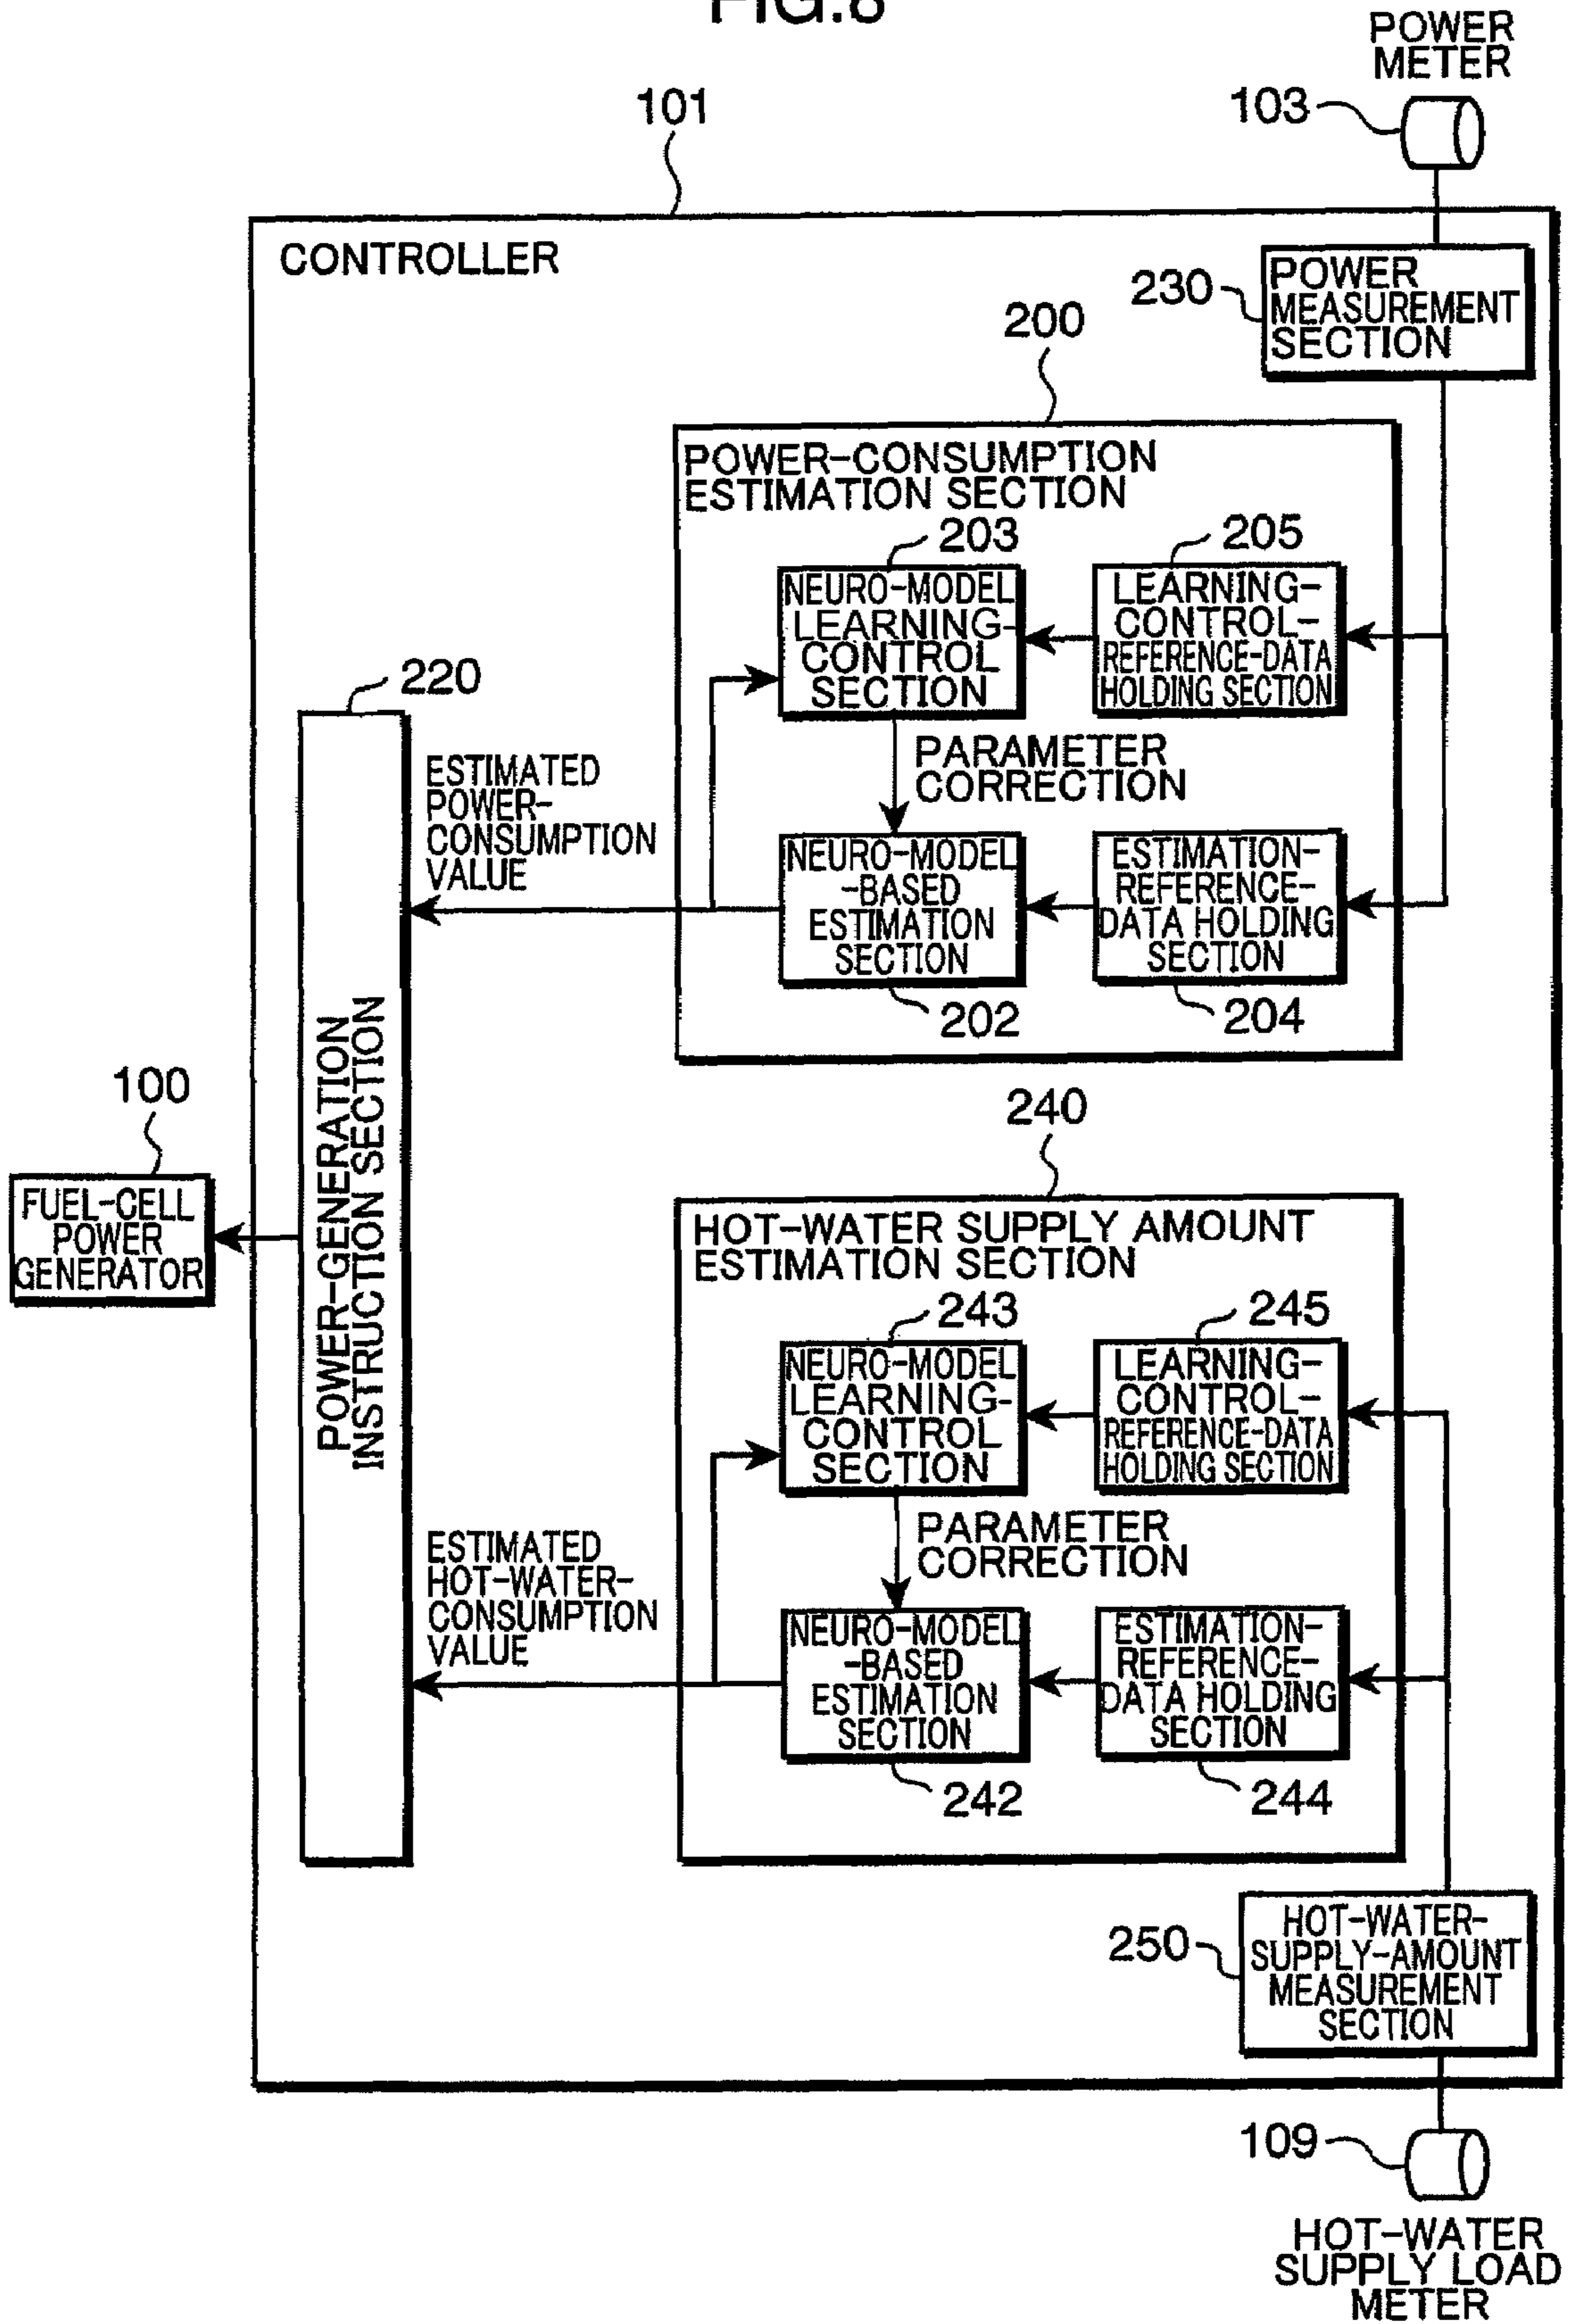 FIG.8
POWER
METER
103
101
CONTROLLER
230
POWER
MEASUREMENT
SECTION
200
POWER-CONSUMPTION
ESTIMATION SECTION
203
205
NEURO-MODEL
LEARNING-
CONTROL
SECTION
LEARNING-
CONTROL-
REFERENCE-DATA
HOLDING SECTION
220
PARAMETER
CORRECTION
ESTIMATED
POWER-
CONSUMPTION
VALUE
NEURO-MODEL
-BASED
ESTIMATION
SECTION
ESTIMATION-
REFERENCE-
DATA HOLDING
SECTION
202
204
POWER-GENERATION
INSTRUCTION SECTION
100
FUEL-CELL
POWER
GENERATOR
240
HOT-WATER SUPPLY AMOUNT
ESTIMATION SECTION
243
245
NEURO-MODEL
LEARNING-
CONTROL
SECTION
LEARNING-
CONTROL-
REFERENCE-DATA
HOLDING SECTION
PARAMETER
CORRECTION
ESTIMATED
HOT-WATER-
CONSUMPTION
VALUE
NEURO-MODEL
-BASED
ESTIMATION
SECTION
ESTIMATION-
REFERENCE-
DATA HOLDING
SECTION
242
244
250
HOT-WATER-
SUPPLY-AMOUNT
MEASUREMENT
SECTION
109
HOT-WATER
SUPPLY LOAD
METER